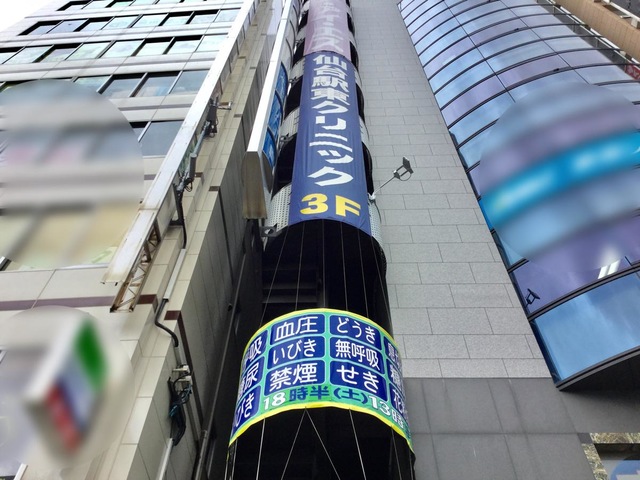 仙台駅東クリニック
3F
血圧 どうき
いびき 無呼吸
禁煙 せき
18時半(土)13時